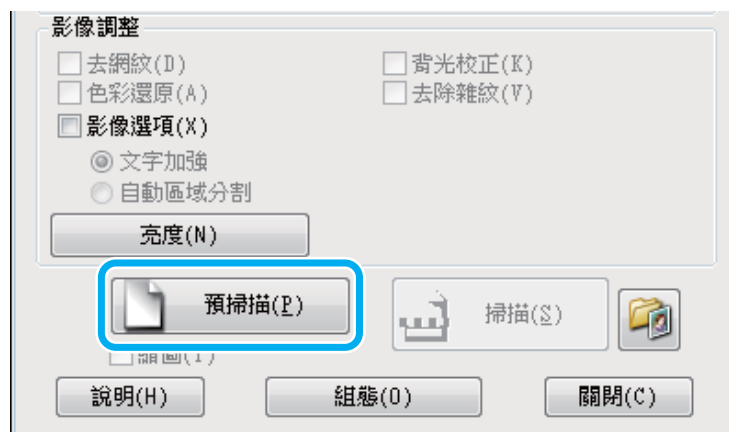 影像調整
去網紋(D) 背光校正(K)
色彩還原(A) 去除雜紋(V)
影像選項(X)
文字加強
自動區域分割
亮度(N)
預掃描(P) 掃描(S)
縮圖(T)
說明(H) 組態(O) 關閉(C)